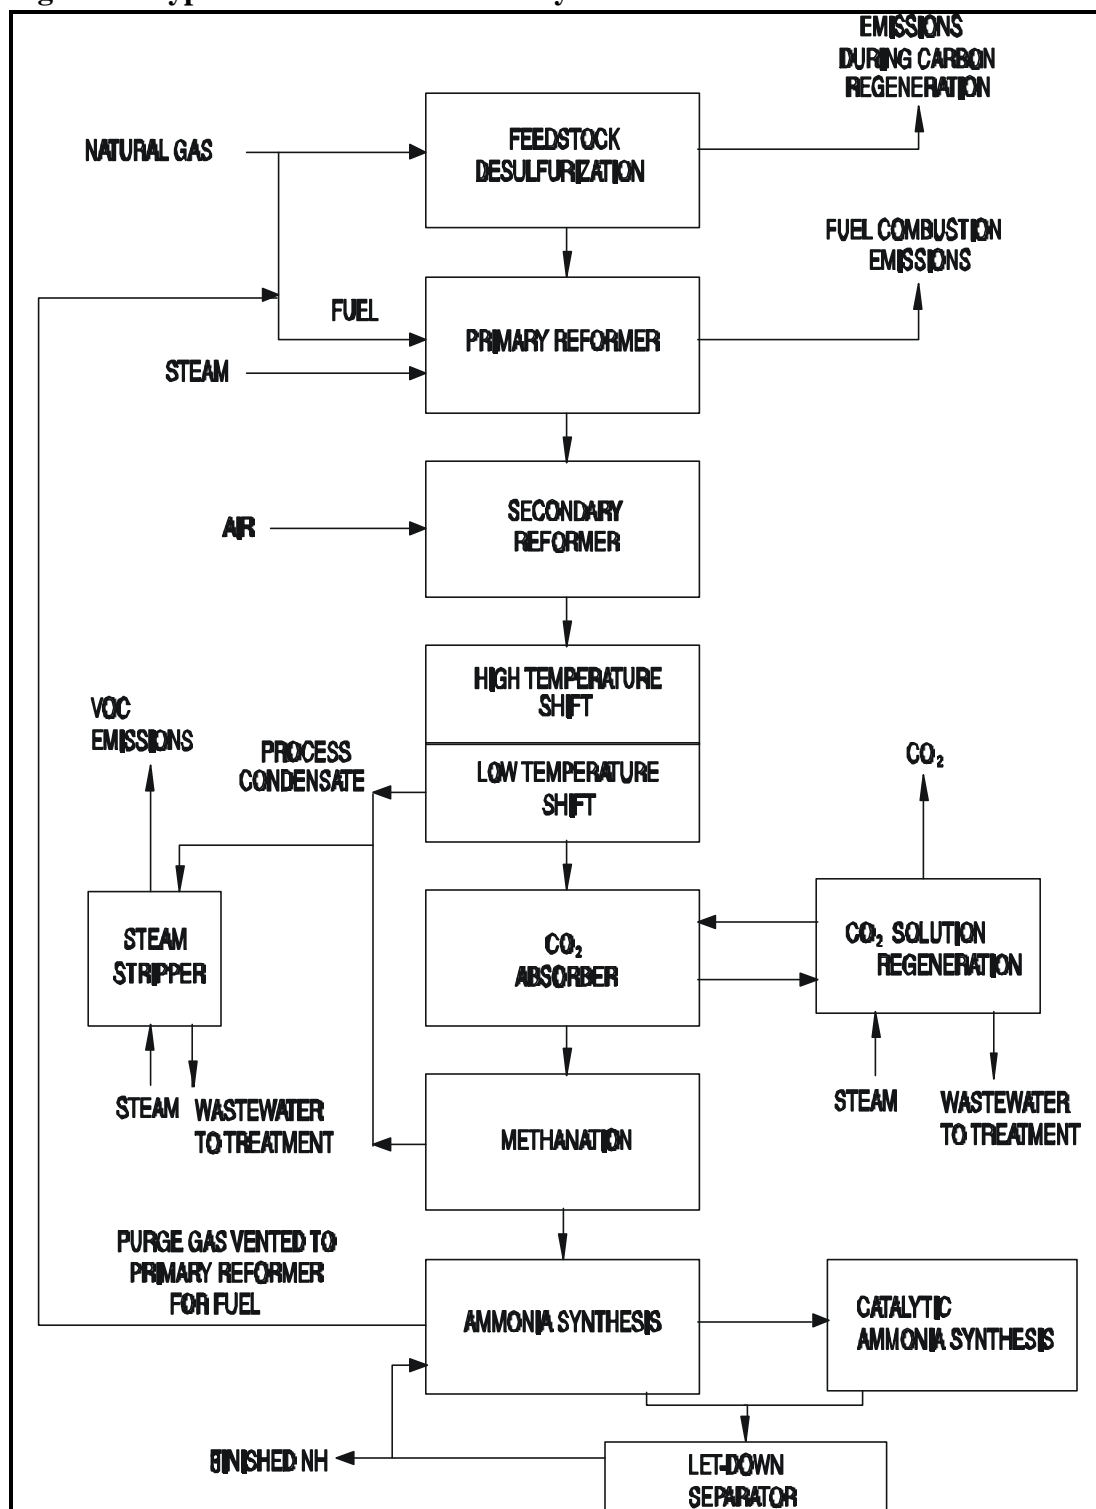 EMISSIONS
DURING CARBON
REGENERATION
NATURAL GAS
FEEDSTOCK
DESULFURIZATION
FUEL COMBUSTION
EMISSIONS
FUEL
PRIMARY REFORMER
STEAM
AIR
SECONDARY
REFORMER
HIGH TEMPERATURE
SHIFT
VOC
EMISSIONS
PROCESS
CONDENSATE
LOW TEMPERATURE
SHIFT
CO₂
STEAM
STRIPPER
CO₂
ABSORBER
CO₂ SOLUTION
REGENERATION
STEAM
WASTEWATER
TO TREATMENT
STEAM
WASTEWATER
TO TREATMENT
METHANATION
PURGE GAS VENTED TO
PRIMARY REFORMER
FOR FUEL
AMMONIA SYNTHESIS
CATALYTIC
AMMONIA SYNTHESIS
FINISHED NH
LET-DOWN
SEPARATOR